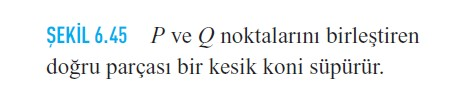 ŞEKİL 6.45 P ve Q noktalarını birleştiren
doğru parçası bir kesik koni süpürür.